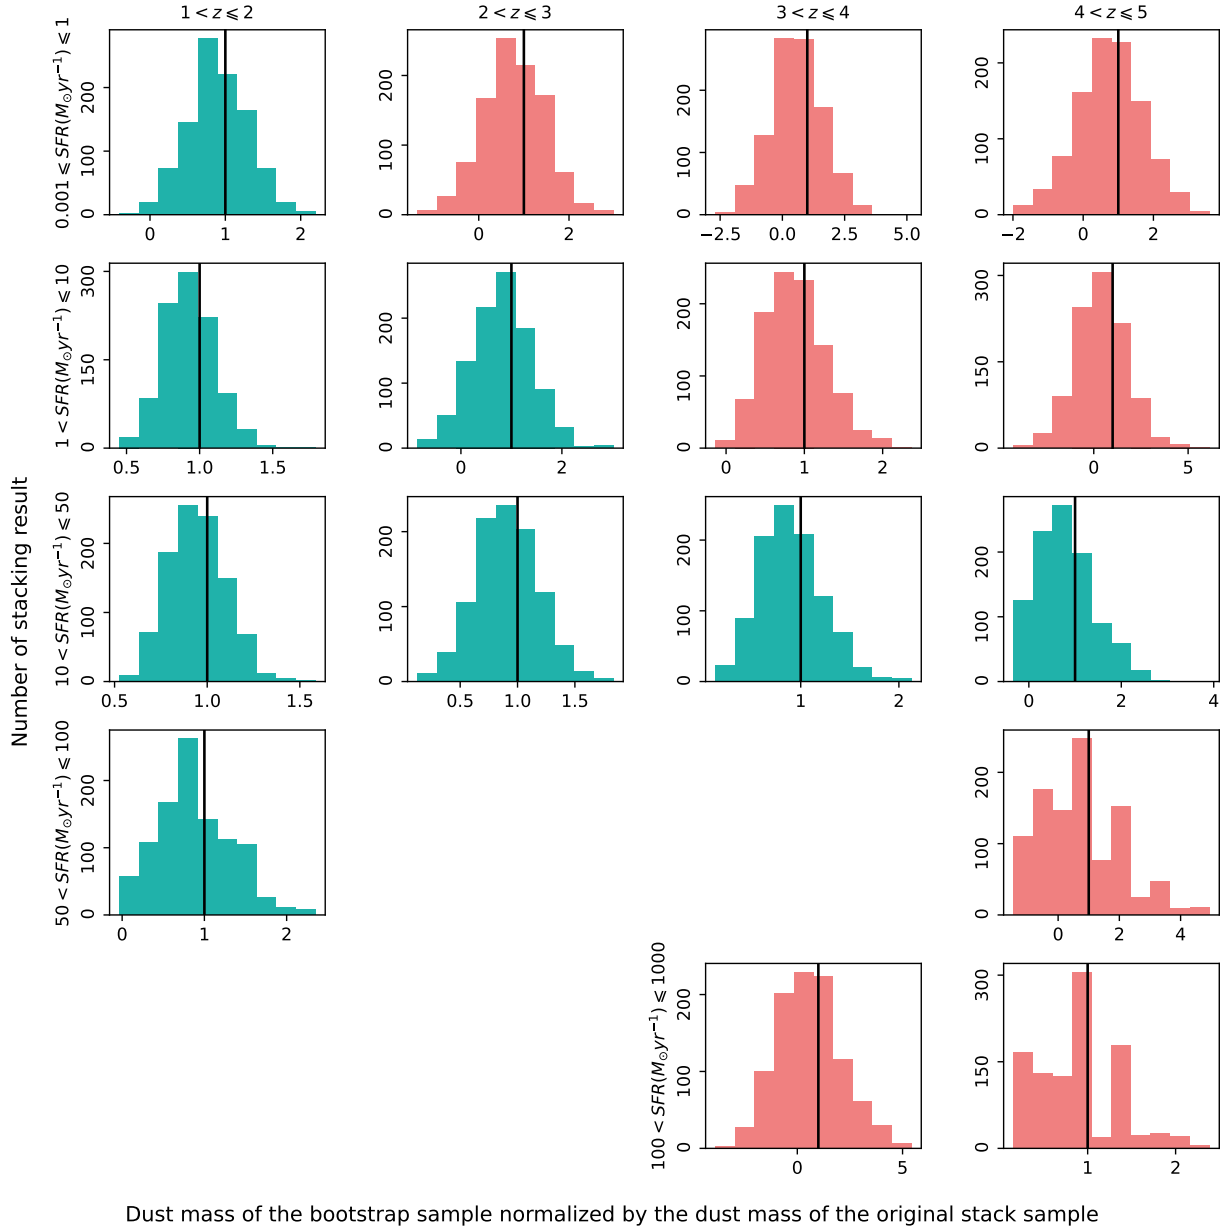 1 < z ⩽ 2
2 < z ⩽ 3
3 < z ⩽ 4
4 < z ⩽ 5
0.001 ⩽ SFR(M⊙yr⁻¹) ⩽ 1
0 100 200
0 1 2
0 100 200
0 2
0 100 200
−2.5 0.0 2.5 5.0
0 100 200
−2 0 2
1 < SFR(M⊙yr⁻¹) ⩽ 10
0 150 300
0.5 1.0 1.5
0 100 200
0 2
0 100 200
0 1 2
0 150 300
0 5
Number of stacking result
10 < SFR(M⊙yr⁻¹) ⩽ 50
0 100 200
0.5 1.0 1.5
0 100 200
0.5 1.0 1.5
0 100 200
1 2
0 100 200
0 2 4
50 < SFR(M⊙yr⁻¹) ⩽ 100
0 100 200
0 1 2
0 100 200
0 2 4
100 < SFR(M⊙yr⁻¹) ⩽ 1000
0 100 200
0 5
0 150 300
1 2
Dust mass of the bootstrap sample normalized by the dust mass of the original stack sample